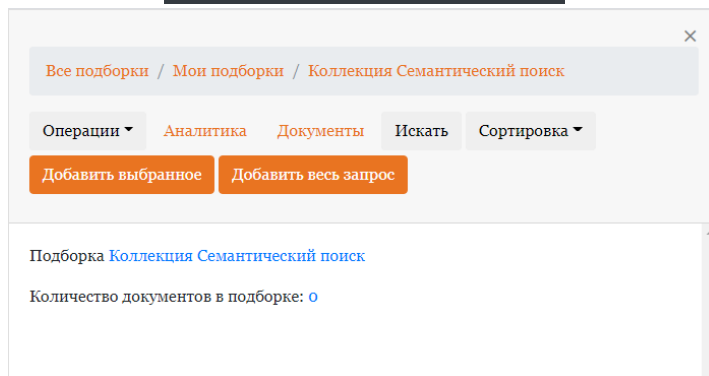 Все подборки / Мои подборки / Коллекция Семантический поиск
Операции Аналитика Документы Искать Сортировка
Добавить выбранное Добавить весь запрос
Подборка Коллекция Семантический поиск
Количество документов в подборке: 0